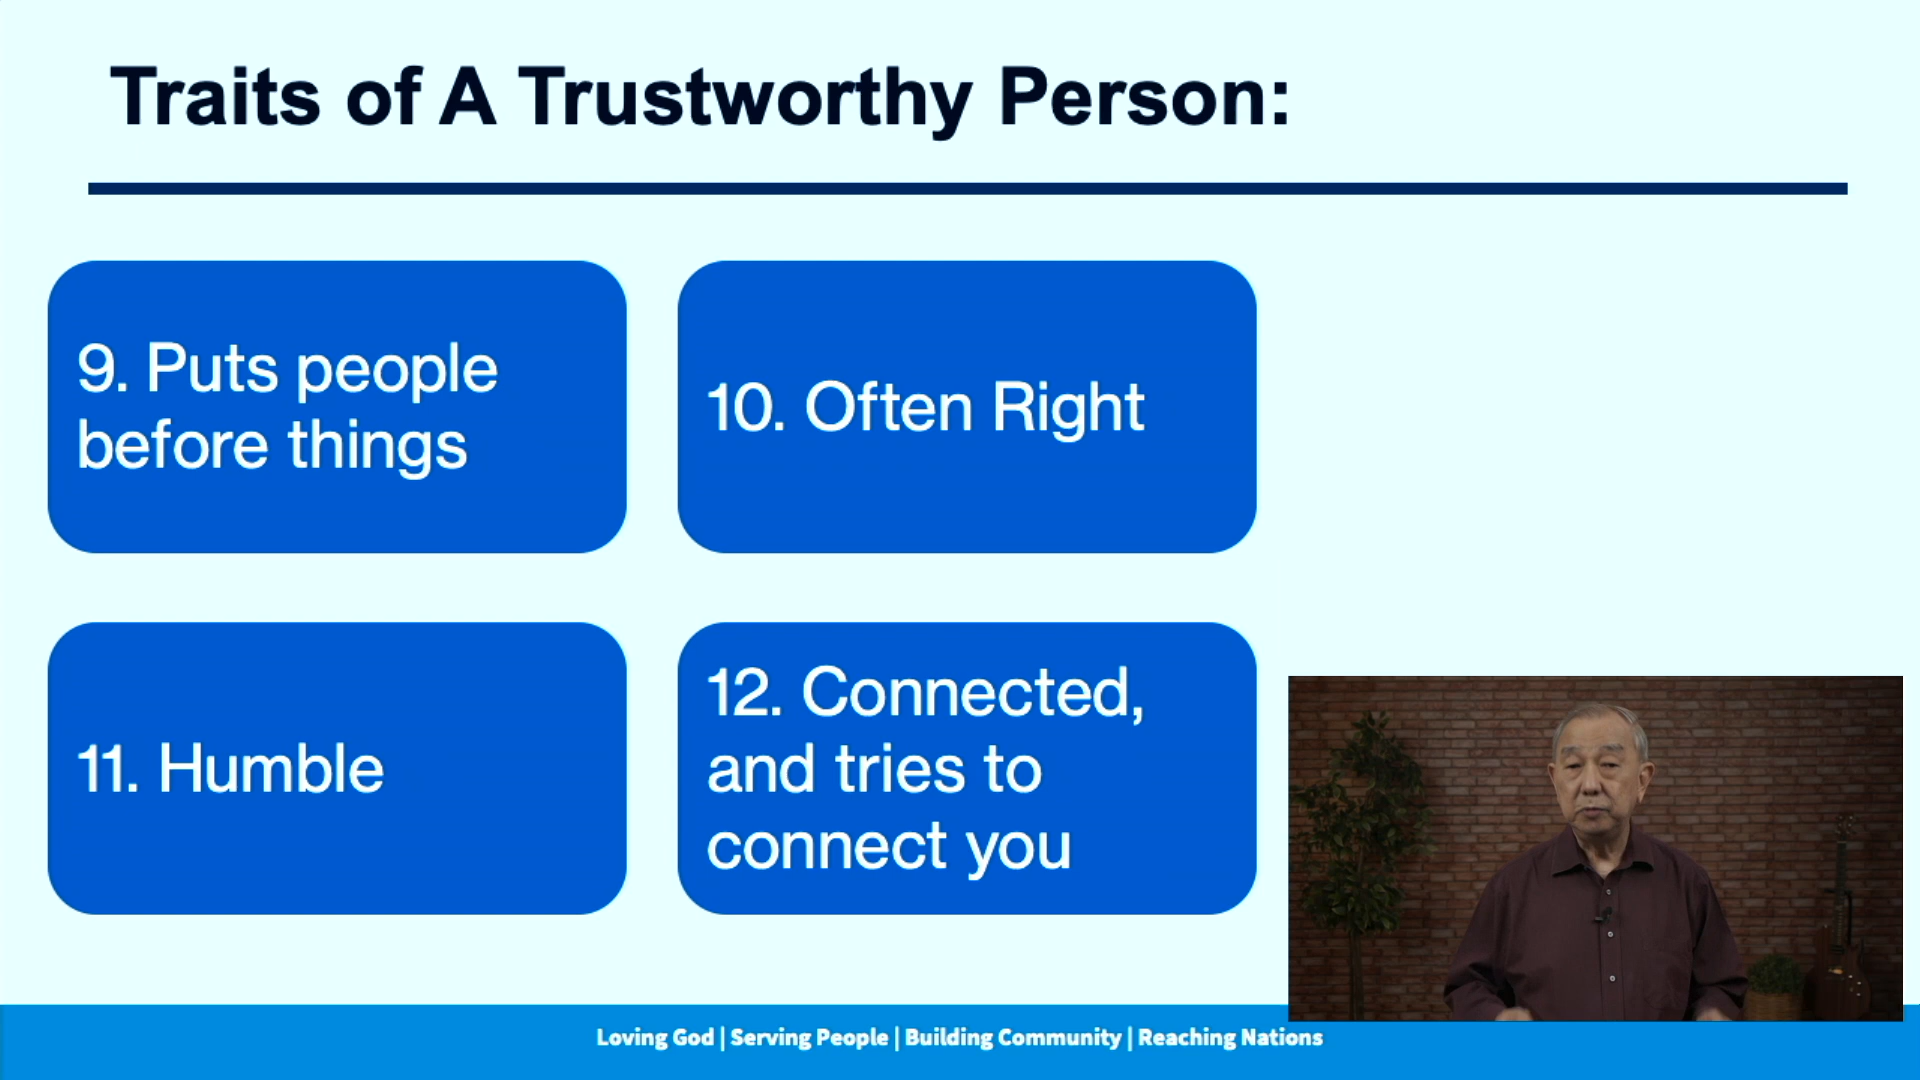 Traits of A Trustworthy Person:
9. Puts people
before things
10. Often Right
11. Humble
12. Connected,
and tries to
connect you
Loving God | Serving People | Building Community | Reaching Nations